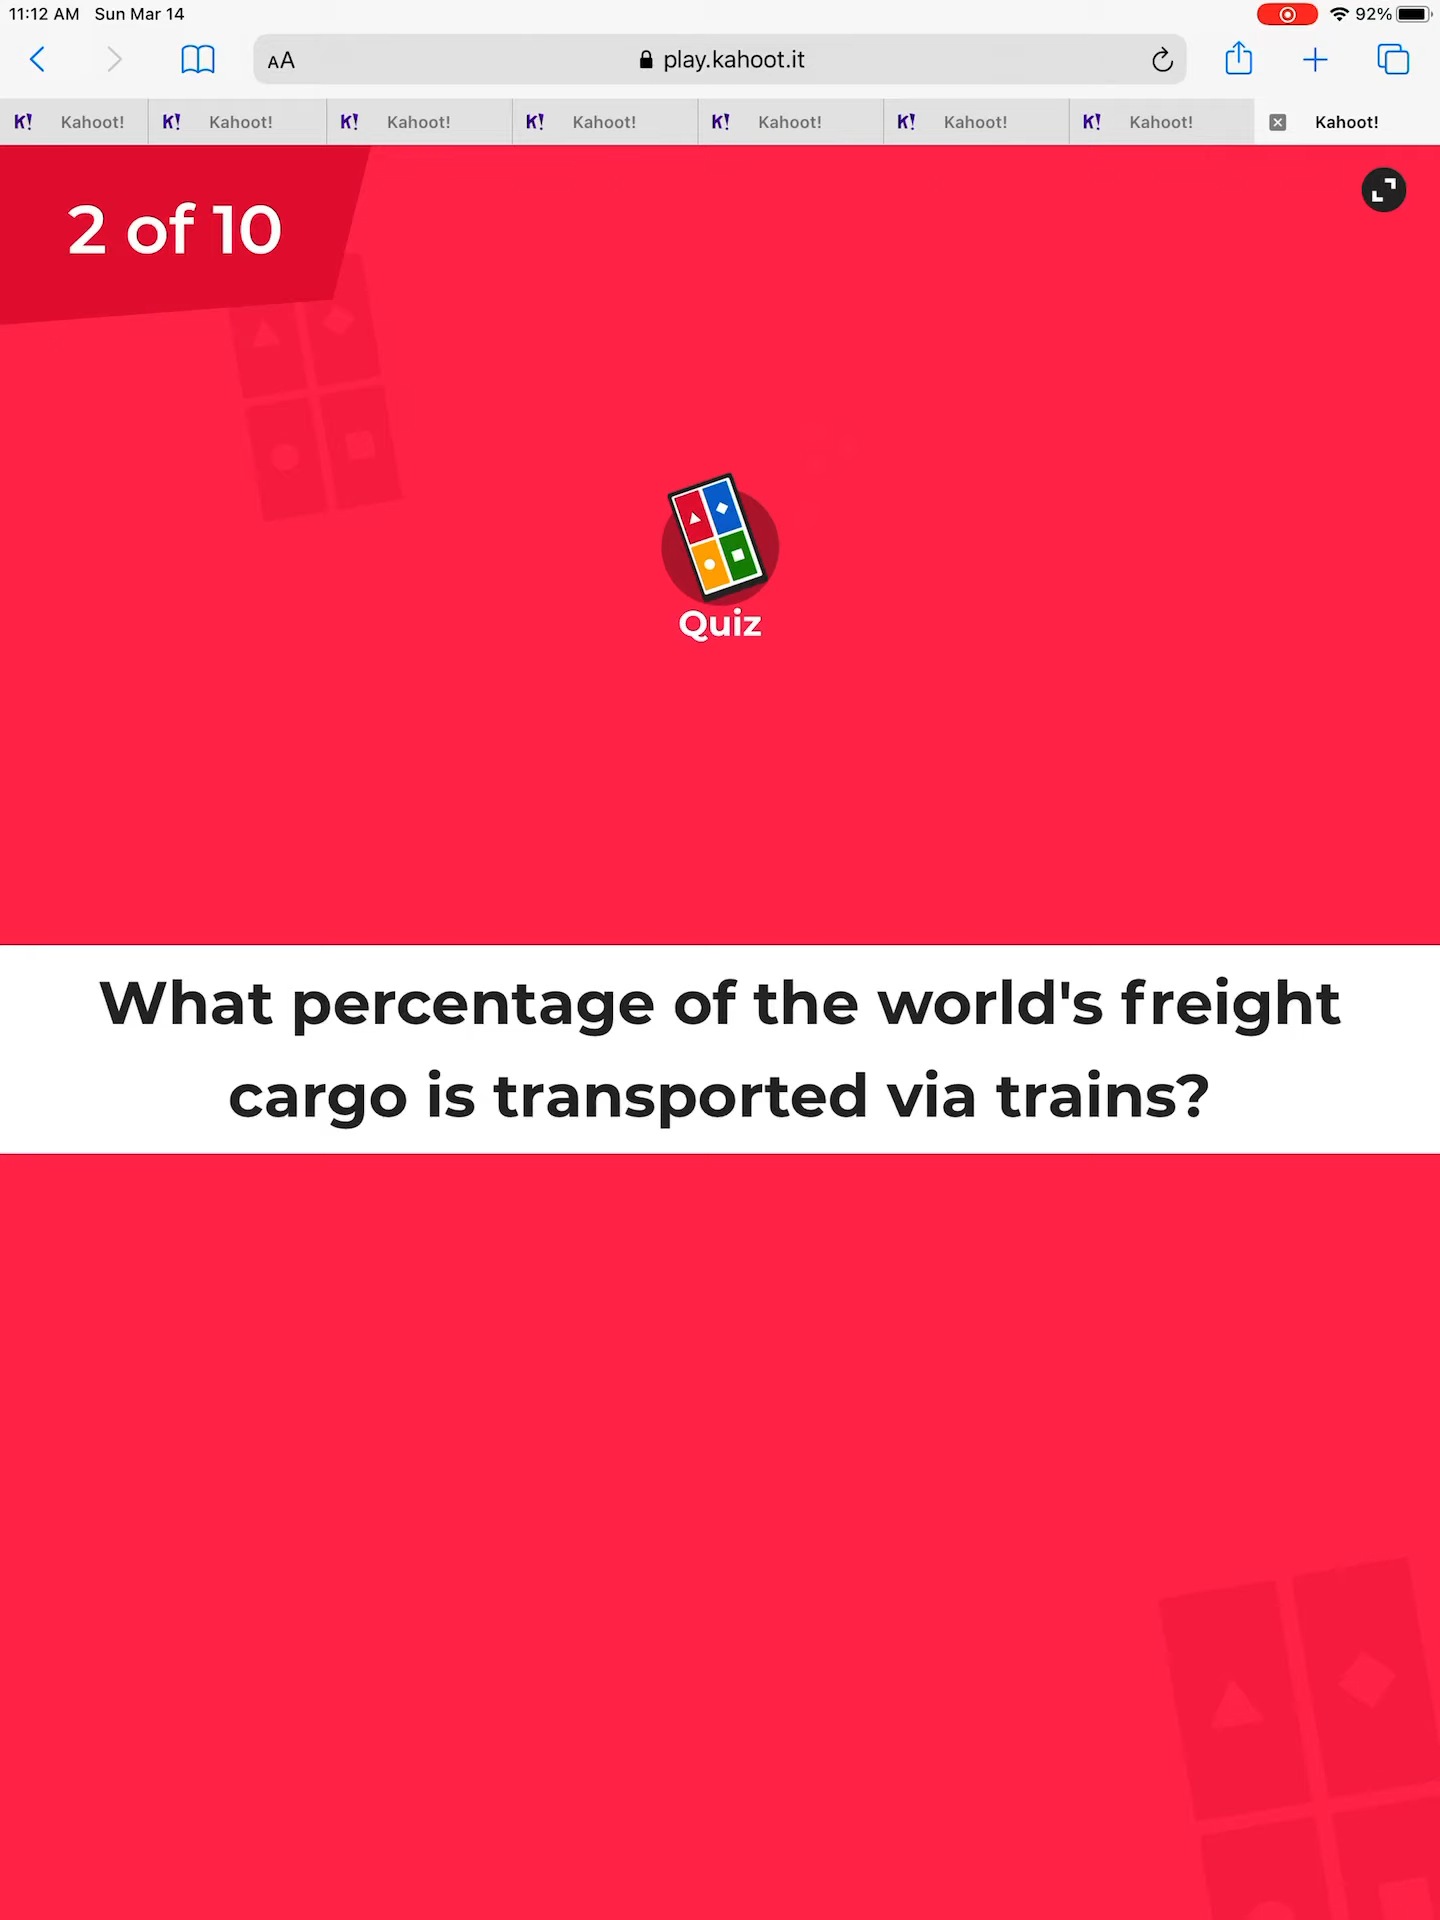 11:12 AM Sun Mar 14 92%
AA play.kahoot.it
K! Kahoot! K! Kahoot! K! Kahoot! K! Kahoot! K! Kahoot! K! Kahoot! K! Kahoot! Kahoot!
2 of 10
Quiz
What percentage of the world's freight
cargo is transported via trains?